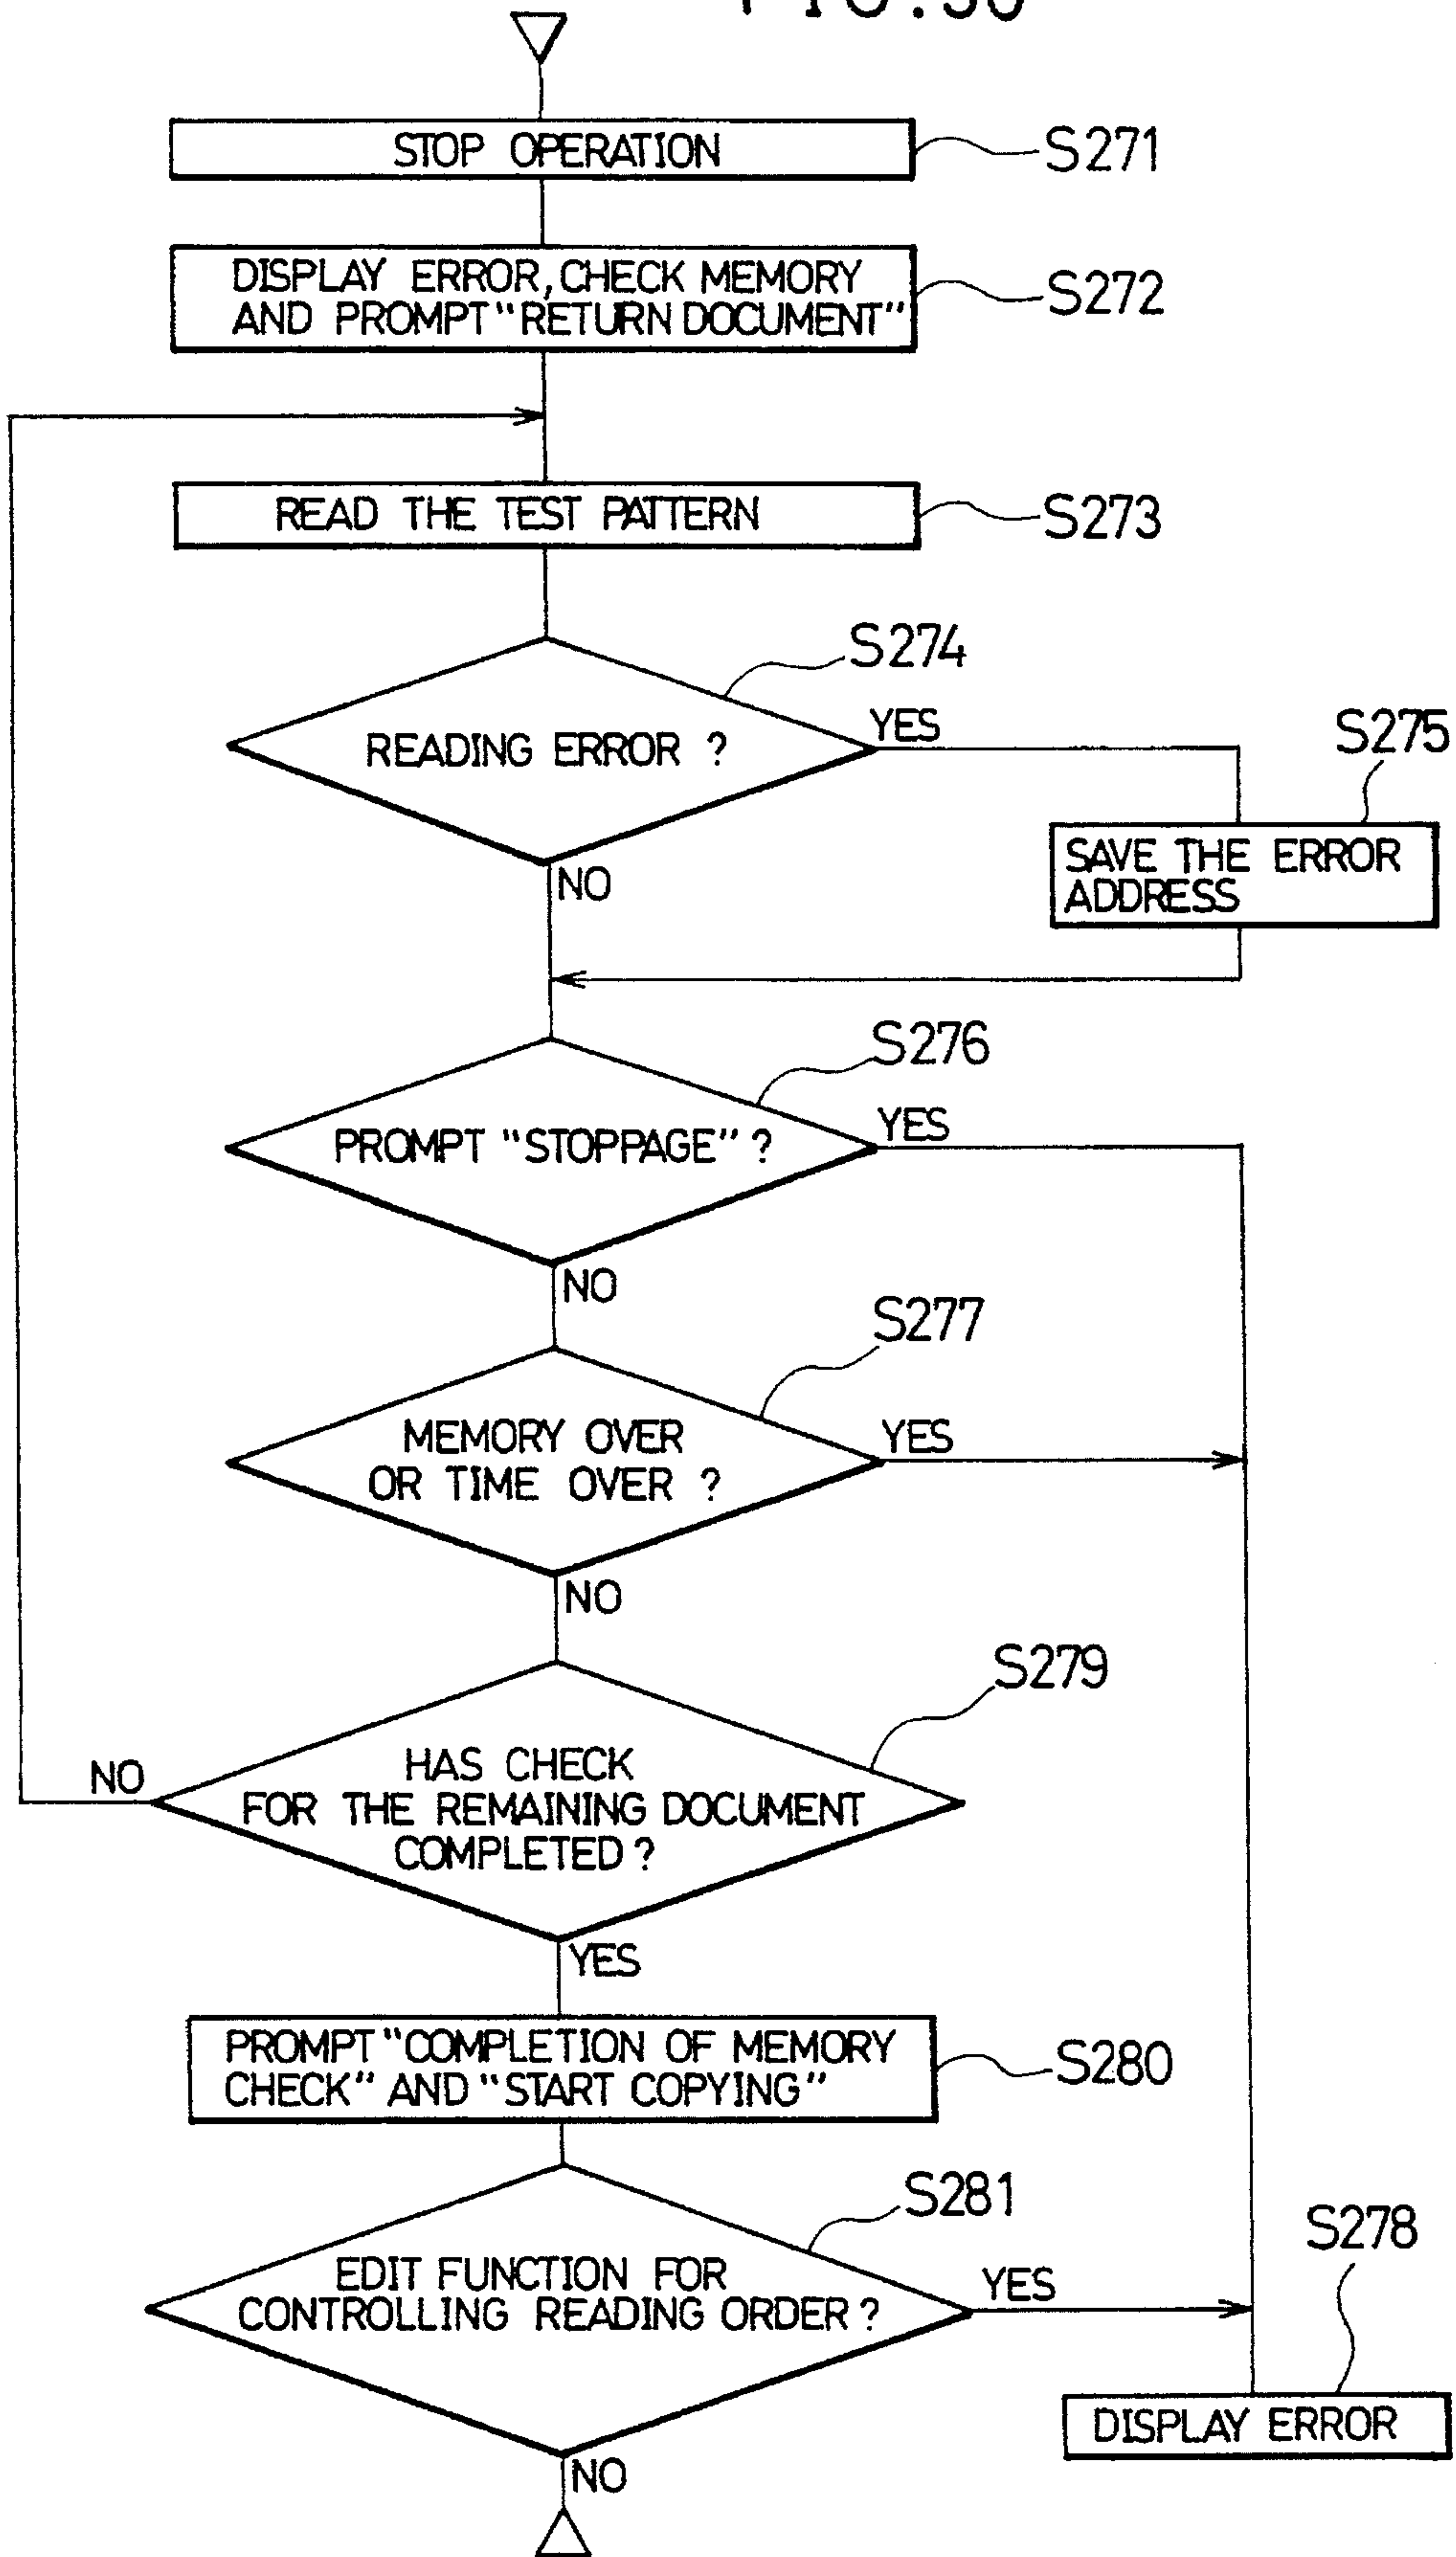 STOP OPERATION
S271
DISPLAY ERROR, CHECK MEMORY
AND PROMPT "RETURN DOCUMENT"
S272
READ THE TEST PATTERN
S273
S274
READING ERROR ?
YES
S275
SAVE THE ERROR
ADDRESS
NO
S276
PROMPT "STOPPAGE" ?
YES
NO
S277
MEMORY OVER
OR TIME OVER ?
YES
NO
S279
HAS CHECK
FOR THE REMAINING DOCUMENT
COMPLETED ?
NO
YES
PROMPT "COMPLETION OF MEMORY
CHECK" AND "START COPYING"
S280
S281
EDIT FUNCTION FOR
CONTROLLING READING ORDER ?
YES
S278
DISPLAY ERROR
NO